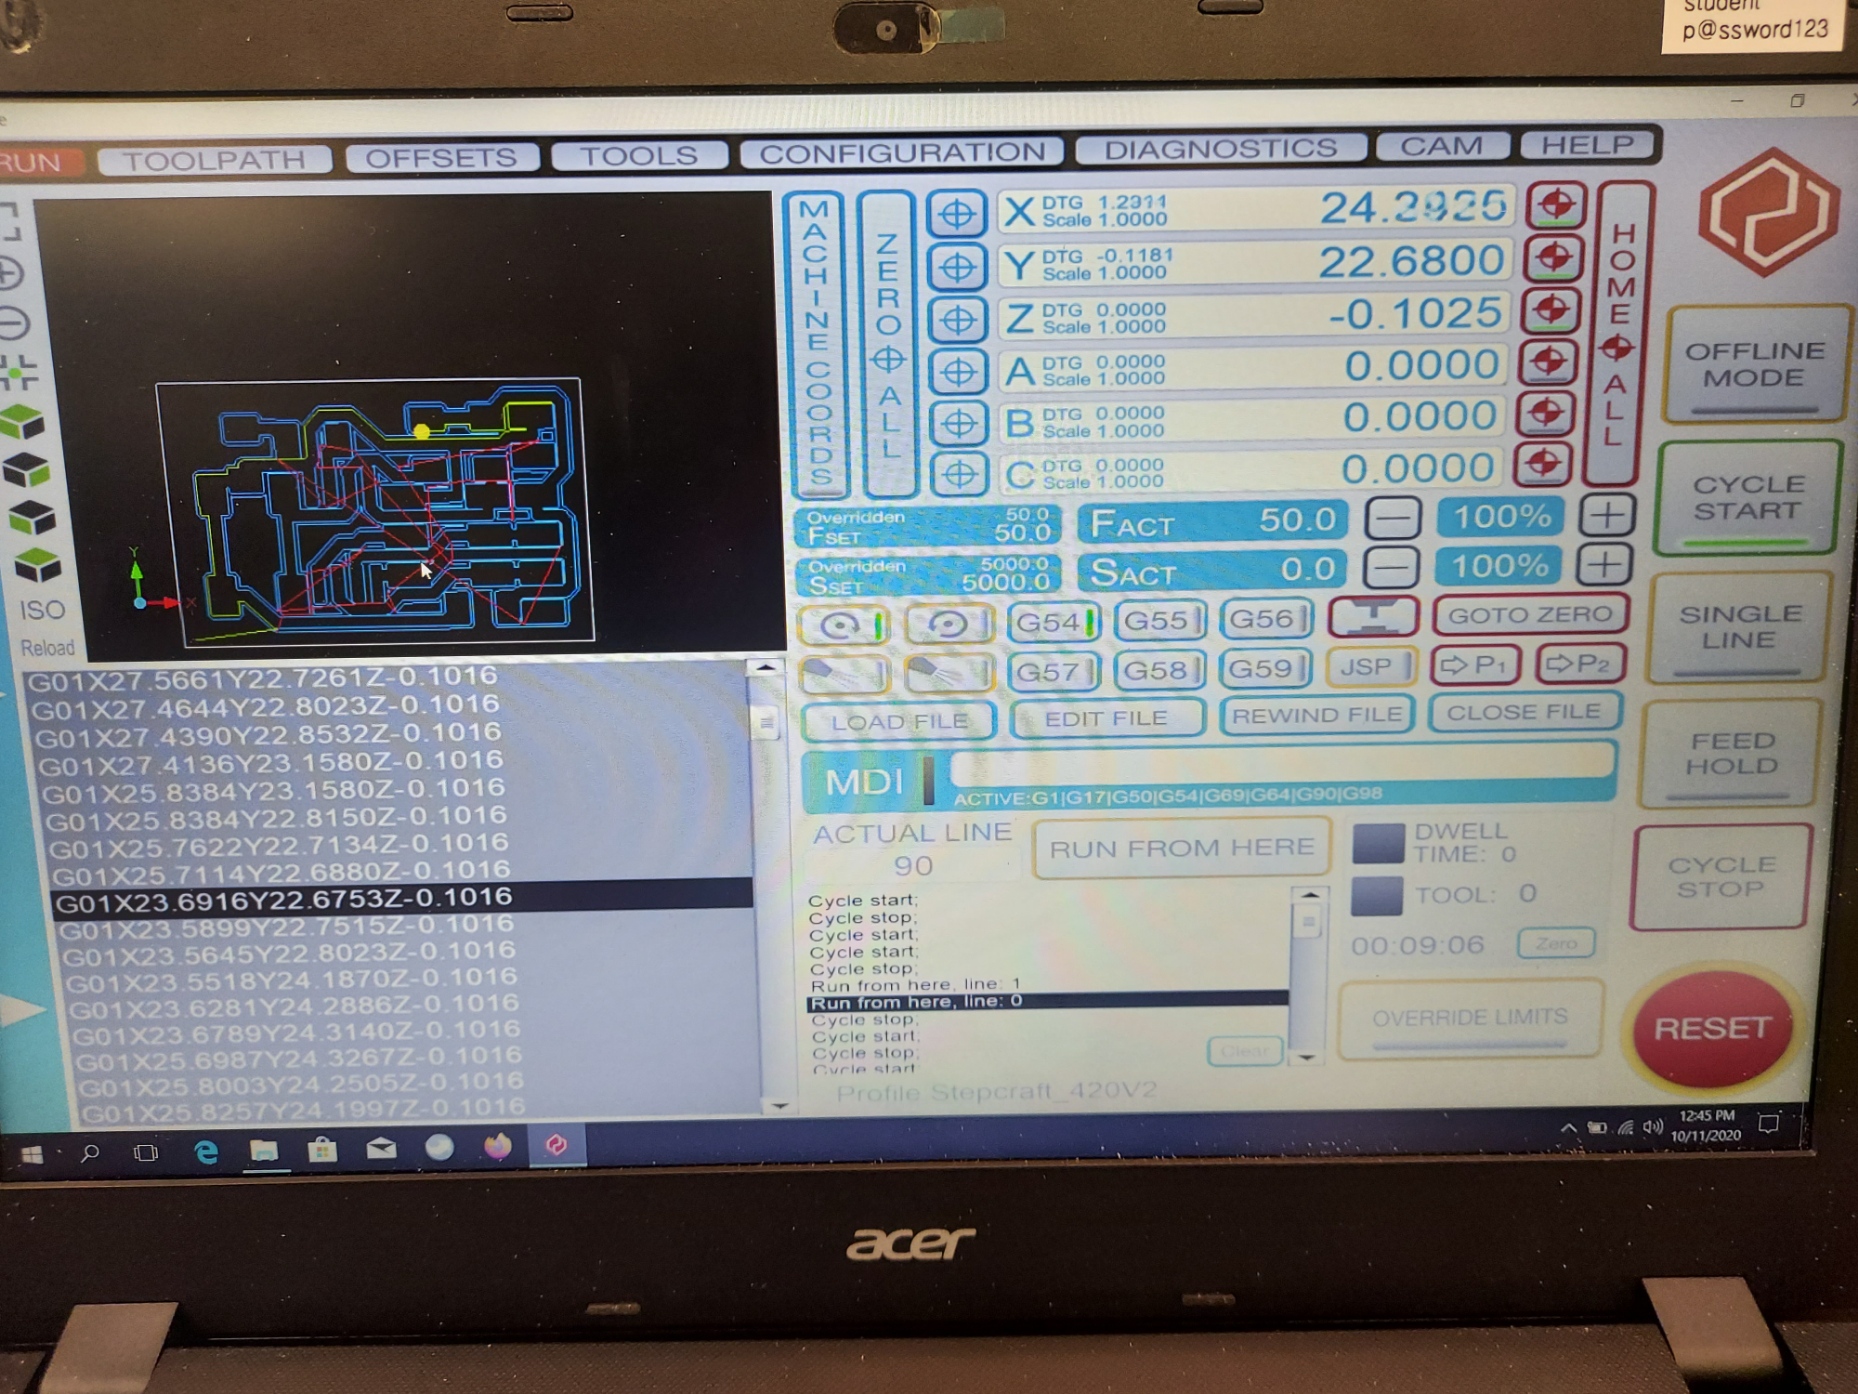 student
p@ssword123
RUN TOOLPATH OFFSETS TOOLS CONFIGURATION DIAGNOSTICS CAM HELP
MACHINE COORDS
ZERO ALL
X DTG 1.2311 Scale 1.0000
Y DTG -0.1181 Scale 1.0000 22.6800
Z DTG 0.0000 Scale 1.0000 -0.1025
A DTG 0.0000 Scale 1.0000 0.0000
B DTG 0.0000 Scale 1.0000 0.0000
C DTG 0.0000 Scale 1.0000 0.0000
HOME ALL
OFFLINE
MODE
CYCLE
START
SINGLE
LINE
FEED
HOLD
CYCLE
STOP
RESET
Overridden 50.0
FSET 50.0
FACT 50.0 100%
Overridden 5000.0
SSET 5000.0
SACT 0.0 100%
G54 G55 G56 GOTO ZERO
G57 G58 G59 JSP P1 P2
LOAD FILE EDIT FILE REWIND FILE CLOSE FILE
MDI
ACTIVE:G1|G17|G50|G54|G69|G64|G90|G98
ACTUAL LINE
90
RUN FROM HERE
DWELL
TIME: 0
TOOL: 0
00:09:06 Zero
OVERRIDE LIMITS
Cycle start;
Cycle stop;
Cycle start;
Cycle start;
Cycle stop;
Run from here, line: 1
Run from here, line: 0
Cycle stop;
Cycle start;
Cycle stop;
Cycle start
Clear
Profile:Stepcraft_420V2
Y
X
ISO
Reload
G01X27.5661Y22.7261Z-0.1016
G01X27.4644Y22.8023Z-0.1016
G01X27.4390Y22.8532Z-0.1016
G01X27.4136Y23.1580Z-0.1016
G01X25.8384Y23.1580Z-0.1016
G01X25.8384Y22.8150Z-0.1016
G01X25.7622Y22.7134Z-0.1016
G01X25.7114Y22.6880Z-0.1016
G01X23.6916Y22.6753Z-0.1016
G01X23.5899Y22.7515Z-0.1016
G01X23.5645Y22.8023Z-0.1016
G01X23.5518Y24.1870Z-0.1016
G01X23.6281Y24.2886Z-0.1016
G01X23.6789Y24.3140Z-0.1016
G01X25.6987Y24.3267Z-0.1016
G01X25.8003Y24.2505Z-0.1016
G01X25.8257Y24.1997Z-0.1016
12:45 PM
10/11/2020
acer